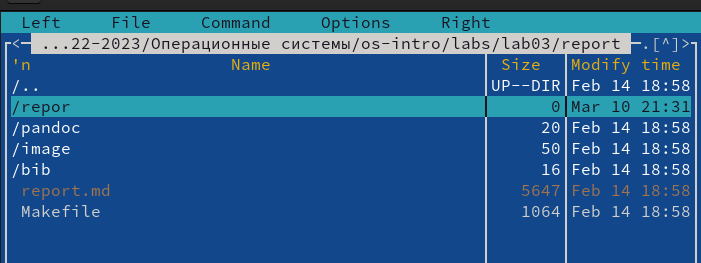 Left File Command Options Right
<─ ...22-2023/Операционные системы/os-intro/labs/lab03/report ─.[^]>
'n Name Size Modify time
/.. UP--DIR Feb 14 18:58
/repor 0 Mar 10 21:31
/pandoc 20 Feb 14 18:58
/image 50 Feb 14 18:58
/bib 16 Feb 14 18:58
report.md 5647 Feb 14 18:58
Makefile 1064 Feb 14 18:58